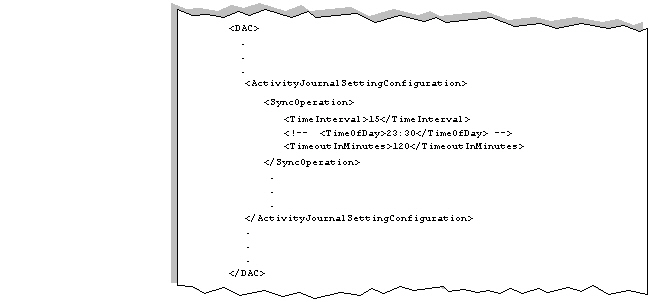 <DAC>
.
.
.
<ActivityJournalSettingConfiguration>
<SyncOperation>
<TimeInterval>15</TimeInterval>
<!--  <TimeOfDay>23:30</TimeOfDay> -->
<TimeoutInMinutes>120</TimeoutInMinutes>
</SyncOperation>
.
.
.
</ActivityJournalSettingConfiguration>
.
.
.
</DAC>